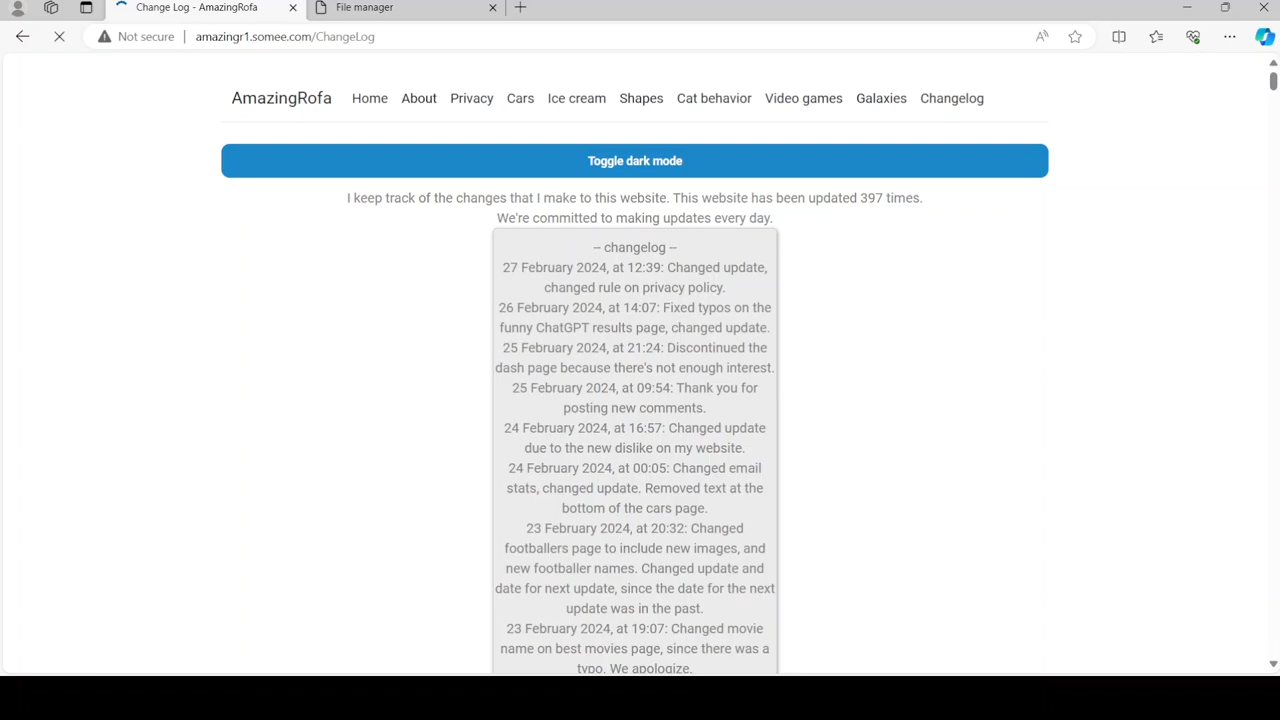 Change Log - AmazingRofa
File manager
Not secure
amazingr1.somee.com/ChangeLog
AmazingRofa Home About Privacy Cars Ice cream Shapes Cat behavior Video games Galaxies Changelog
Toggle dark mode
I keep track of the changes that I make to this website. This website has been updated 397 times.
We're committed to making updates every day.
-- changelog --
27 February 2024, at 12:39: Changed update,
changed rule on privacy policy.
26 February 2024, at 14:07: Fixed typos on the
funny ChatGPT results page, changed update.
25 February 2024, at 21:24: Discontinued the
dash page because there's not enough interest.
25 February 2024, at 09:54: Thank you for
posting new comments.
24 February 2024, at 16:57: Changed update
due to the new dislike on my website.
24 February 2024, at 00:05: Changed email
stats, changed update. Removed text at the
bottom of the cars page.
23 February 2024, at 20:32: Changed
footballers page to include new images, and
new footballer names. Changed update and
date for next update, since the date for the next
update was in the past.
23 February 2024, at 19:07: Changed movie
name on best movies page, since there was a
typo. We apologize.